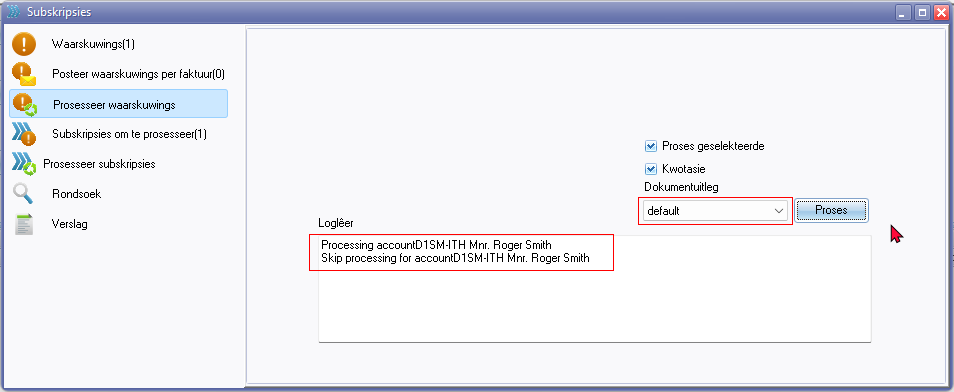 Subskripsies
Waarskuwings(1)
Posteer waarskuwings per faktuur(0)
Prosesseer waarskuwings
Subskripsies om te prosesseer(1)
Prosesseer subskripsies
Rondsoek
Verslag
Proses geselekteerde
Kwotasie
Dokumentuitleg
default
Proses
Loglêer
Processing accountD1SM-ITH Mnr. Roger Smith
Skip processing for accountD1SM-ITH Mnr. Roger Smith